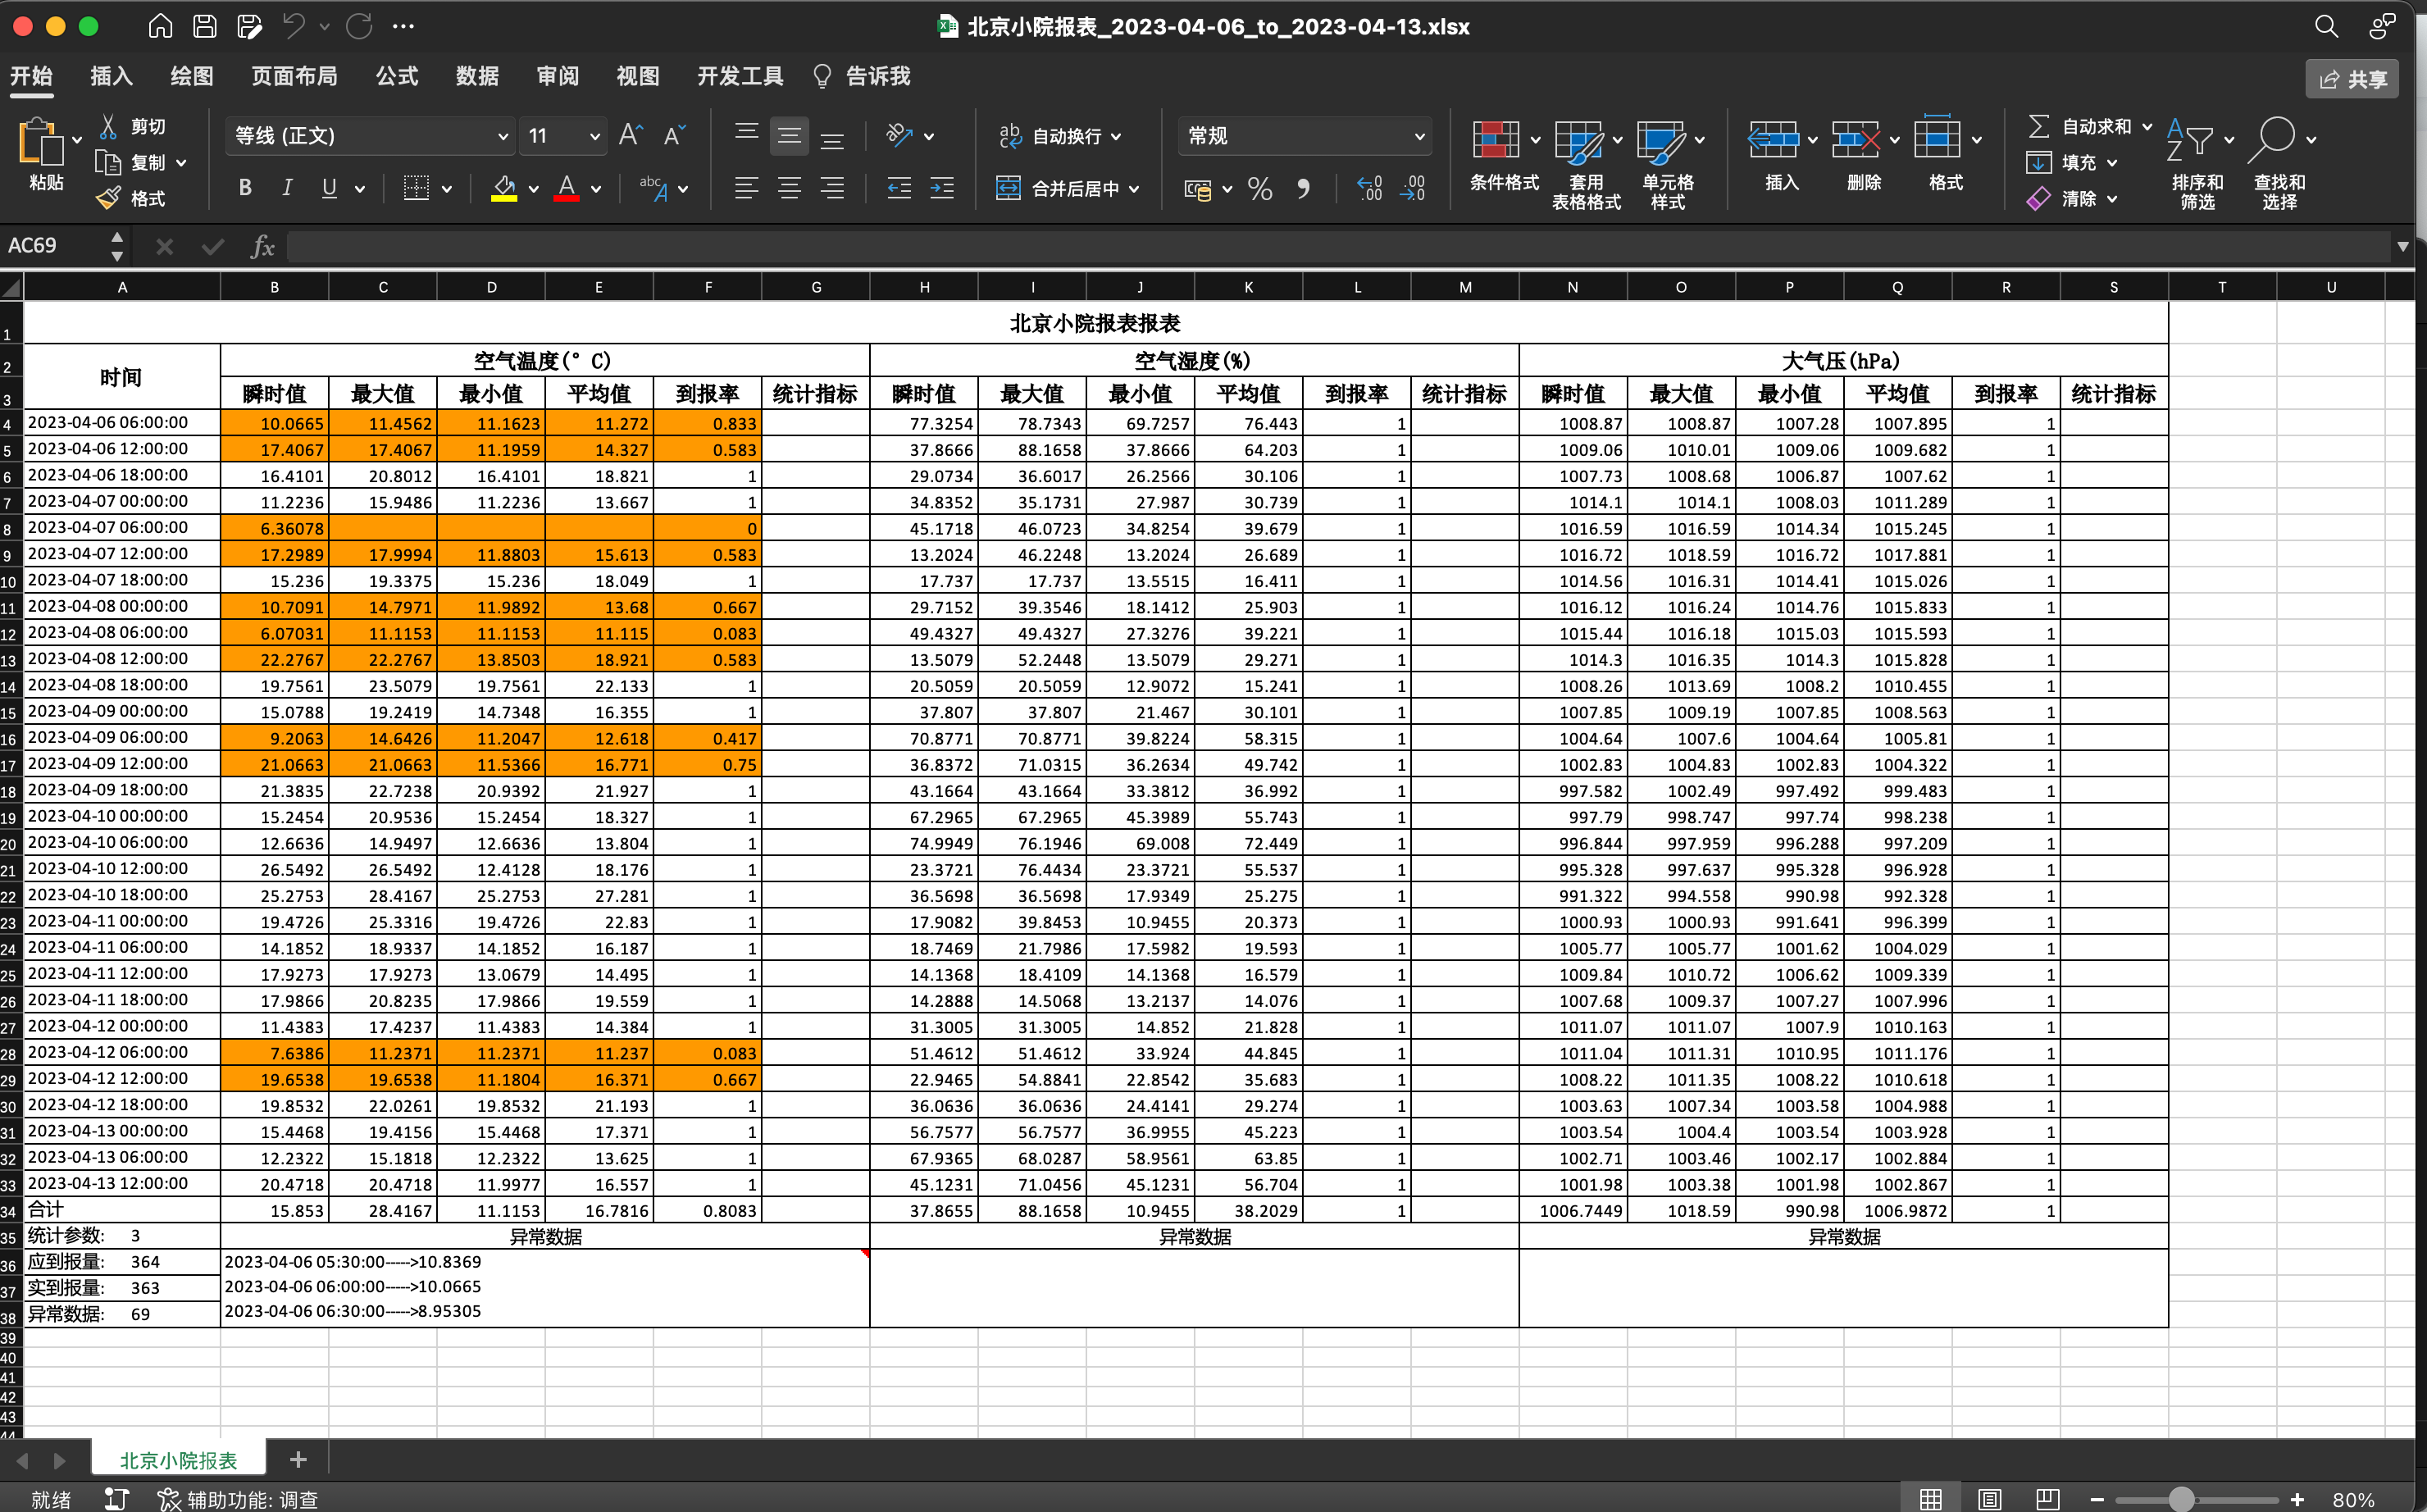 北京小院报表_2023-04-06_to_2023-04-13.xlsx
开始 插入 绘图 页面布局 公式 数据 审阅 视图 开发工具 告诉我 共享
粘贴 剪切 复制 格式
等线 (正文) 11
B I U
自动换行
合并后居中
常规
条件格式 套用表格格式 单元格样式
插入 删除 格式
自动求和 填充 清除
排序和筛选 查找和选择
AC69 fx
A B C D E F G H I J K L M N O P Q R S T U
1 北京小院报表报表
2 时间 空气温度(° C) 空气湿度(%) 大气压(hPa)
3 瞬时值 最大值 最小值 平均值 到报率 统计指标 瞬时值 最大值 最小值 平均值 到报率 统计指标 瞬时值 最大值 最小值 平均值 到报率 统计指标
4 2023-04-06 06:00:00 10.0665 11.4562 11.1623 11.272 0.833 77.3254 78.7343 69.7257 76.443 1 1008.87 1008.87 1007.28 1007.895 1
5 2023-04-06 12:00:00 17.4067 17.4067 11.1959 14.327 0.583 37.8666 88.1658 37.8666 64.203 1 1009.06 1010.01 1009.06 1009.682 1
6 2023-04-06 18:00:00 16.4101 20.8012 16.4101 18.821 1 29.0734 36.6017 26.2566 30.106 1 1007.73 1008.68 1006.87 1007.62 1
7 2023-04-07 00:00:00 11.2236 15.9486 11.2236 13.667 1 34.8352 35.1731 27.987 30.739 1 1014.1 1014.1 1008.03 1011.289 1
8 2023-04-07 06:00:00 6.36078 0 45.1718 46.0723 34.8254 39.679 1 1016.59 1016.59 1014.34 1015.245 1
9 2023-04-07 12:00:00 17.2989 17.9994 11.8803 15.613 0.583 13.2024 46.2248 13.2024 26.689 1 1016.72 1018.59 1016.72 1017.881 1
10 2023-04-07 18:00:00 15.236 19.3375 15.236 18.049 1 17.737 17.737 13.5515 16.411 1 1014.56 1016.31 1014.41 1015.026 1
11 2023-04-08 00:00:00 10.7091 14.7971 11.9892 13.68 0.667 29.7152 39.3546 18.1412 25.903 1 1016.12 1016.24 1014.76 1015.833 1
12 2023-04-08 06:00:00 6.07031 11.1153 11.1153 11.115 0.083 49.4327 49.4327 27.3276 39.221 1 1015.44 1016.18 1015.03 1015.593 1
13 2023-04-08 12:00:00 22.2767 22.2767 13.8503 18.921 0.583 13.5079 52.2448 13.5079 29.271 1 1014.3 1016.35 1014.3 1015.828 1
14 2023-04-08 18:00:00 19.7561 23.5079 19.7561 22.133 1 20.5059 20.5059 12.9072 15.241 1 1008.26 1013.69 1008.2 1010.455 1
15 2023-04-09 00:00:00 15.0788 19.2419 14.7348 16.355 1 37.807 37.807 21.467 30.101 1 1007.85 1009.19 1007.85 1008.563 1
16 2023-04-09 06:00:00 9.2063 14.6426 11.2047 12.618 0.417 70.8771 70.8771 39.8224 58.315 1 1004.64 1007.6 1004.64 1005.81 1
17 2023-04-09 12:00:00 21.0663 21.0663 11.5366 16.771 0.75 36.8372 71.0315 36.2634 49.742 1 1002.83 1004.83 1002.83 1004.322 1
18 2023-04-09 18:00:00 21.3835 22.7238 20.9392 21.927 1 43.1664 43.1664 33.3812 36.992 1 997.582 1002.49 997.492 999.483 1
19 2023-04-10 00:00:00 15.2454 20.9536 15.2454 18.327 1 67.2965 67.2965 45.3989 55.743 1 997.79 998.747 997.74 998.238 1
20 2023-04-10 06:00:00 12.6636 14.9497 12.6636 13.804 1 74.9949 76.1946 69.008 72.449 1 996.844 997.959 996.288 997.209 1
21 2023-04-10 12:00:00 26.5492 26.5492 12.4128 18.176 1 23.3721 76.4434 23.3721 55.537 1 995.328 997.637 995.328 996.928 1
22 2023-04-10 18:00:00 25.2753 28.4167 25.2753 27.281 1 36.5698 36.5698 17.9349 25.275 1 991.322 994.558 990.98 992.328 1
23 2023-04-11 00:00:00 19.4726 25.3316 19.4726 22.83 1 17.9082 39.8453 10.9455 20.373 1 1000.93 1000.93 991.641 996.399 1
24 2023-04-11 06:00:00 14.1852 18.9337 14.1852 16.187 1 18.7469 21.7986 17.5982 19.593 1 1005.77 1005.77 1001.62 1004.029 1
25 2023-04-11 12:00:00 17.9273 17.9273 13.0679 14.495 1 14.1368 18.4109 14.1368 16.579 1 1009.84 1010.72 1006.62 1009.339 1
26 2023-04-11 18:00:00 17.9866 20.8235 17.9866 19.559 1 14.2888 14.5068 13.2137 14.076 1 1007.68 1009.37 1007.27 1007.996 1
27 2023-04-12 00:00:00 11.4383 17.4237 11.4383 14.384 1 31.3005 31.3005 14.852 21.828 1 1011.07 1011.07 1007.9 1010.163 1
28 2023-04-12 06:00:00 7.6386 11.2371 11.2371 11.237 0.083 51.4612 51.4612 33.924 44.845 1 1011.04 1011.31 1010.95 1011.176 1
29 2023-04-12 12:00:00 19.6538 19.6538 11.1804 16.371 0.667 22.9465 54.8841 22.8542 35.683 1 1008.22 1011.35 1008.22 1010.618 1
30 2023-04-12 18:00:00 19.8532 22.0261 19.8532 21.193 1 36.0636 36.0636 24.4141 29.274 1 1003.63 1007.34 1003.58 1004.988 1
31 2023-04-13 00:00:00 15.4468 19.4156 15.4468 17.371 1 56.7577 56.7577 36.9955 45.223 1 1003.54 1004.4 1003.54 1003.928 1
32 2023-04-13 06:00:00 12.2322 15.1818 12.2322 13.625 1 67.9365 68.0287 58.9561 63.85 1 1002.71 1003.46 1002.17 1002.884 1
33 2023-04-13 12:00:00 20.4718 20.4718 11.9977 16.557 1 45.1231 71.0456 45.1231 56.704 1 1001.98 1003.38 1001.98 1002.867 1
34 合计 15.853 28.4167 11.1153 16.7816 0.8083 37.8655 88.1658 10.9455 38.2029 1 1006.7449 1018.59 990.98 1006.9872 1
35 统计参数: 3 异常数据 异常数据 异常数据
36 应到报量: 364 2023-04-06 05:30:00----->10.8369
37 实到报量: 363 2023-04-06 06:00:00----->10.0665
38 异常数据: 69 2023-04-06 06:30:00----->8.95305
39
40
41
42
43
44
北京小院报表
就绪 辅助功能: 调查 80%